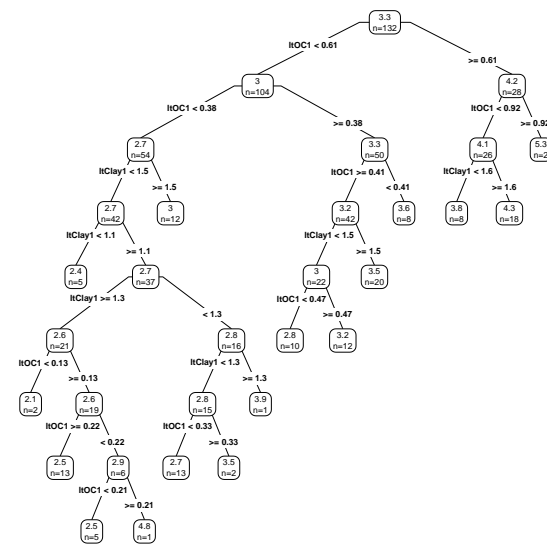 3.3
n=132
ltOC1 < 0.61
>= 0.61
3
n=104
4.2
n=28
ltOC1 < 0.38
>= 0.38
ltOC1 < 0.92
>= 0.92
2.7
n=54
3.3
n=50
4.1
n=26
5.3
n=2
ltClay1 < 1.5
>= 1.5
ltOC1 >= 0.41
< 0.41
ltClay1 < 1.6
>= 1.6
2.7
n=42
3
n=12
3.2
n=42
3.6
n=8
3.8
n=8
4.3
n=18
ltClay1 < 1.1
>= 1.1
ltClay1 < 1.5
>= 1.5
2.4
n=5
2.7
n=37
3
n=22
3.5
n=20
ltClay1 >= 1.3
< 1.3
ltOC1 < 0.47
>= 0.47
2.6
n=21
2.8
n=16
2.8
n=10
3.2
n=12
ltOC1 < 0.13
>= 0.13
ltClay1 < 1.3
>= 1.3
2.1
n=2
2.6
n=19
2.8
n=15
3.9
n=1
ltOC1 >= 0.22
< 0.22
ltOC1 < 0.33
>= 0.33
2.5
n=13
2.9
n=6
2.7
n=13
3.5
n=2
ltOC1 < 0.21
>= 0.21
2.5
n=5
4.8
n=1